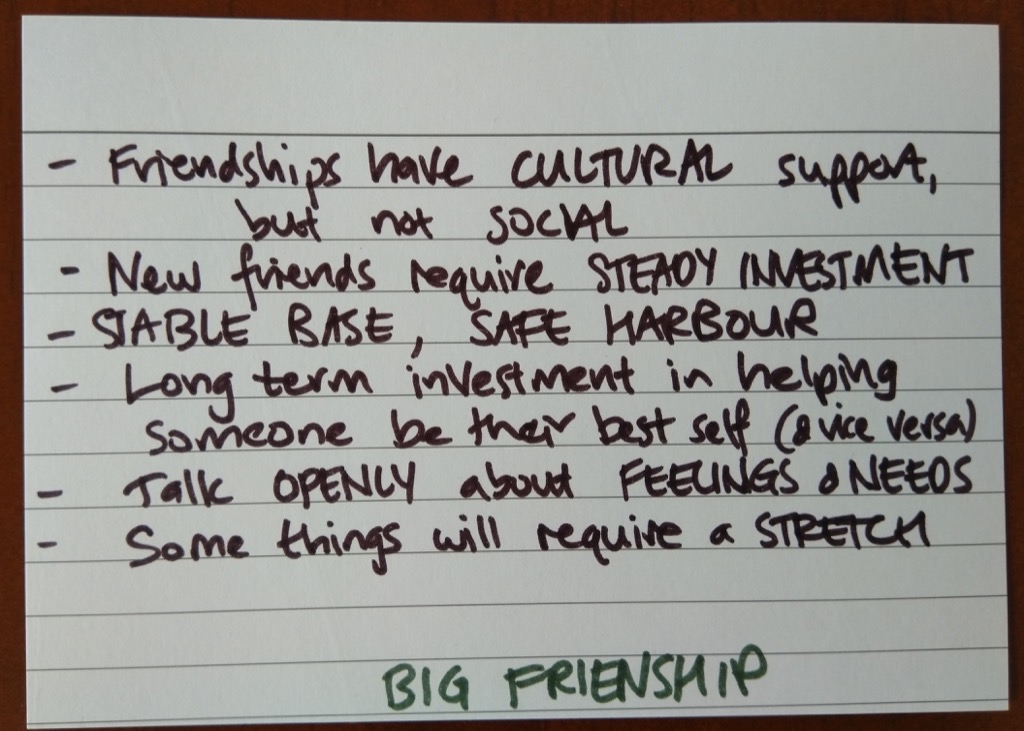 - Friendships have CULTURAL support,
but not SOCIAL
- New friends require STEADY INVESTMENT
- STABLE BASE, SAFE HARBOUR
- Long term investment in helping
someone be their best self (& vice versa)
- Talk OPENLY about FEELINGS & NEEDS
- Some things will require a STRETCH
BIG FRIENSHIP